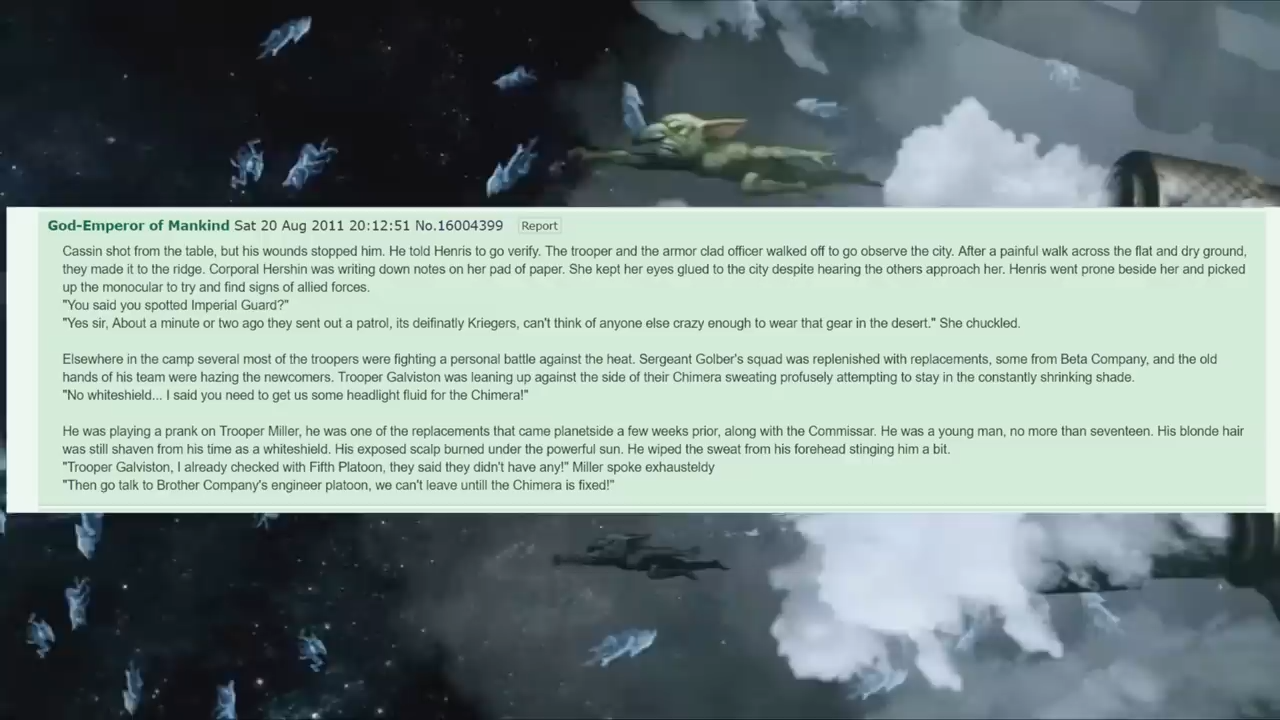 God-Emperor of Mankind Sat 20 Aug 2011 20:12:51 No.16004399 Report
Cassin shot from the table, but his wounds stopped him. He told Henris to go verify. The trooper and the armor clad officer walked off to go observe the city. After a painful walk across the flat and dry ground,
they made it to the ridge. Corporal Hershin was writing down notes on her pad of paper. She kept her eyes glued to the city despite hearing the others approach her. Henris went prone beside her and picked
up the monocular to try and find signs of allied forces.
"You said you spotted Imperial Guard?"
"Yes sir, About a minute or two ago they sent out a patrol, its deifinatly Kriegers, can't think of anyone else crazy enough to wear that gear in the desert." She chuckled.
Elsewhere in the camp several most of the troopers were fighting a personal battle against the heat. Sergeant Golber's squad was replenished with replacements, some from Beta Company, and the old
hands of his team were hazing the newcomers. Trooper Galviston was leaning up against the side of their Chimera sweating profusely attempting to stay in the constantly shrinking shade.
"No whiteshield... I said you need to get us some headlight fluid for the Chimera!"
He was playing a prank on Trooper Miller, he was one of the replacements that came planetside a few weeks prior, along with the Commissar. He was a young man, no more than seventeen. His blonde hair
was still shaven from his time as a whiteshield. His exposed scalp burned under the powerful sun. He wiped the sweat from his forehead stinging him a bit.
"Trooper Galviston, I already checked with Fifth Platoon, they said they didn't have any!" Miller spoke exhausteldy
"Then go talk to Brother Company's engineer platoon, we can't leave untill the Chimera is fixed!"